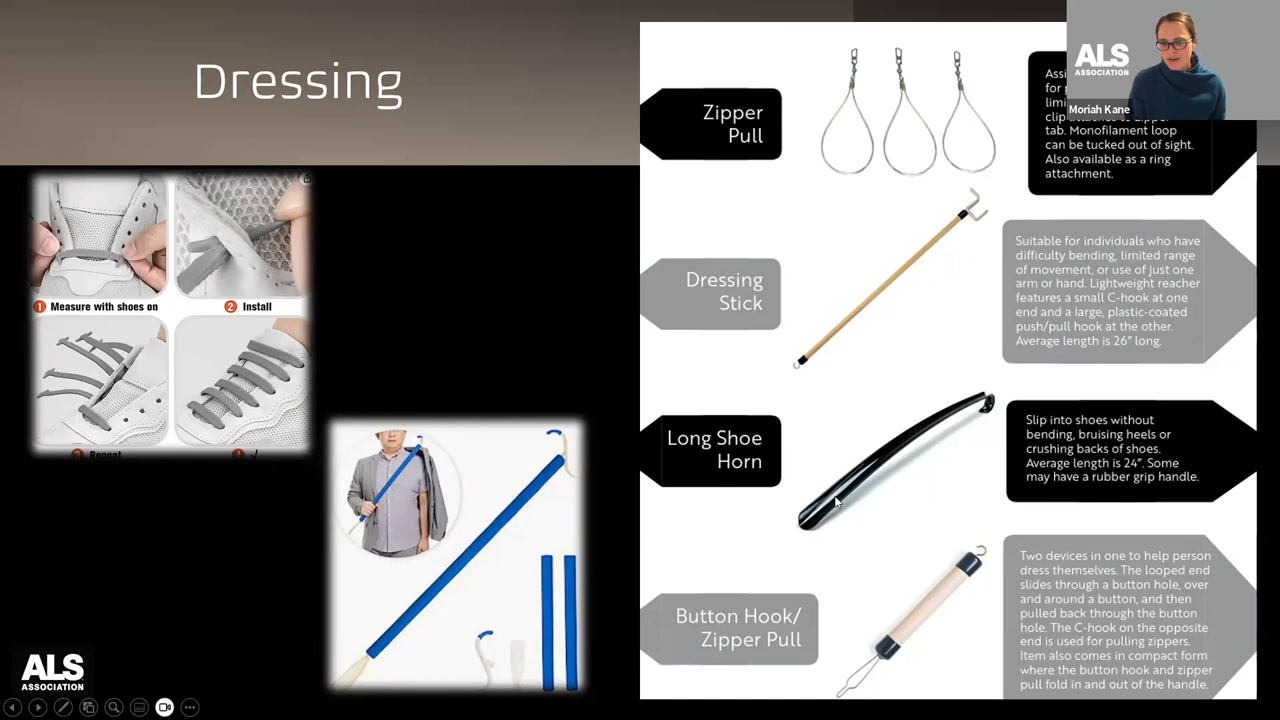 Dressing
1 Measure with shoes on
2 Install
3 Repeat
4
ALS
ASSOCIATION
Zipper
Pull
for
clip
tab. Monofilament loop
can be tucked out of sight.
Also available as a ring
attachment.
Dressing
Stick
Suitable for individuals who have
difficulty bending, limited range
of movement, or use of just one
arm or hand. Lightweight reacher
features a small C-hook at one
end and a large, plastic-coated
push/pull hook at the other.
Average length is 26” long.
Long Shoe
Horn
Slip into shoes without
bending, bruising heels or
crushing backs of shoes.
Average length is 24”. Some
may have a rubber grip handle.
Button Hook/
Zipper Pull
Two devices in one to help person
dress themselves. The looped end
slides through a button hole, over
and around a button, and then
pulled back through the button
hole. The C-hook on the opposite
end is used for pulling zippers.
Item also comes in compact form
where the button hook and zipper
pull fold in and out of the handle.
ALS
ASSOCIATION
Moriah Kane